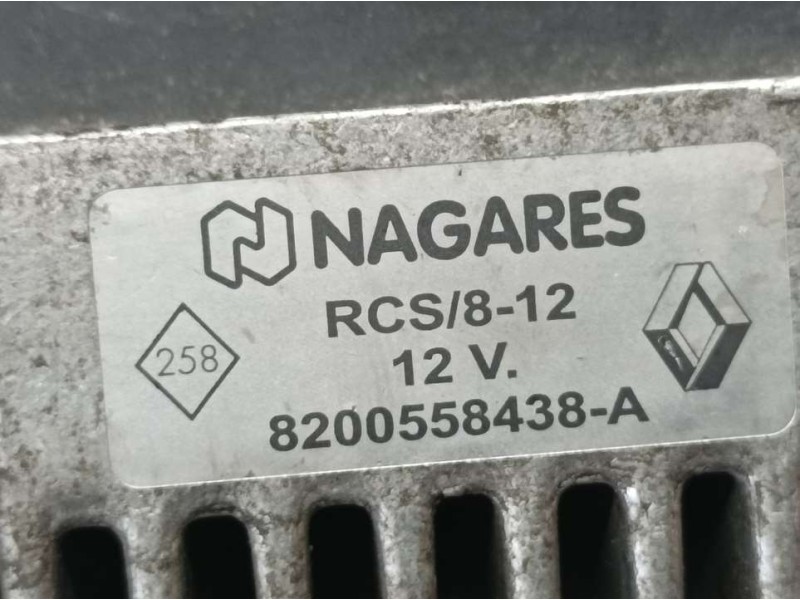 NAGARES
RCS/8-12
258
12 V.
8200558438-A